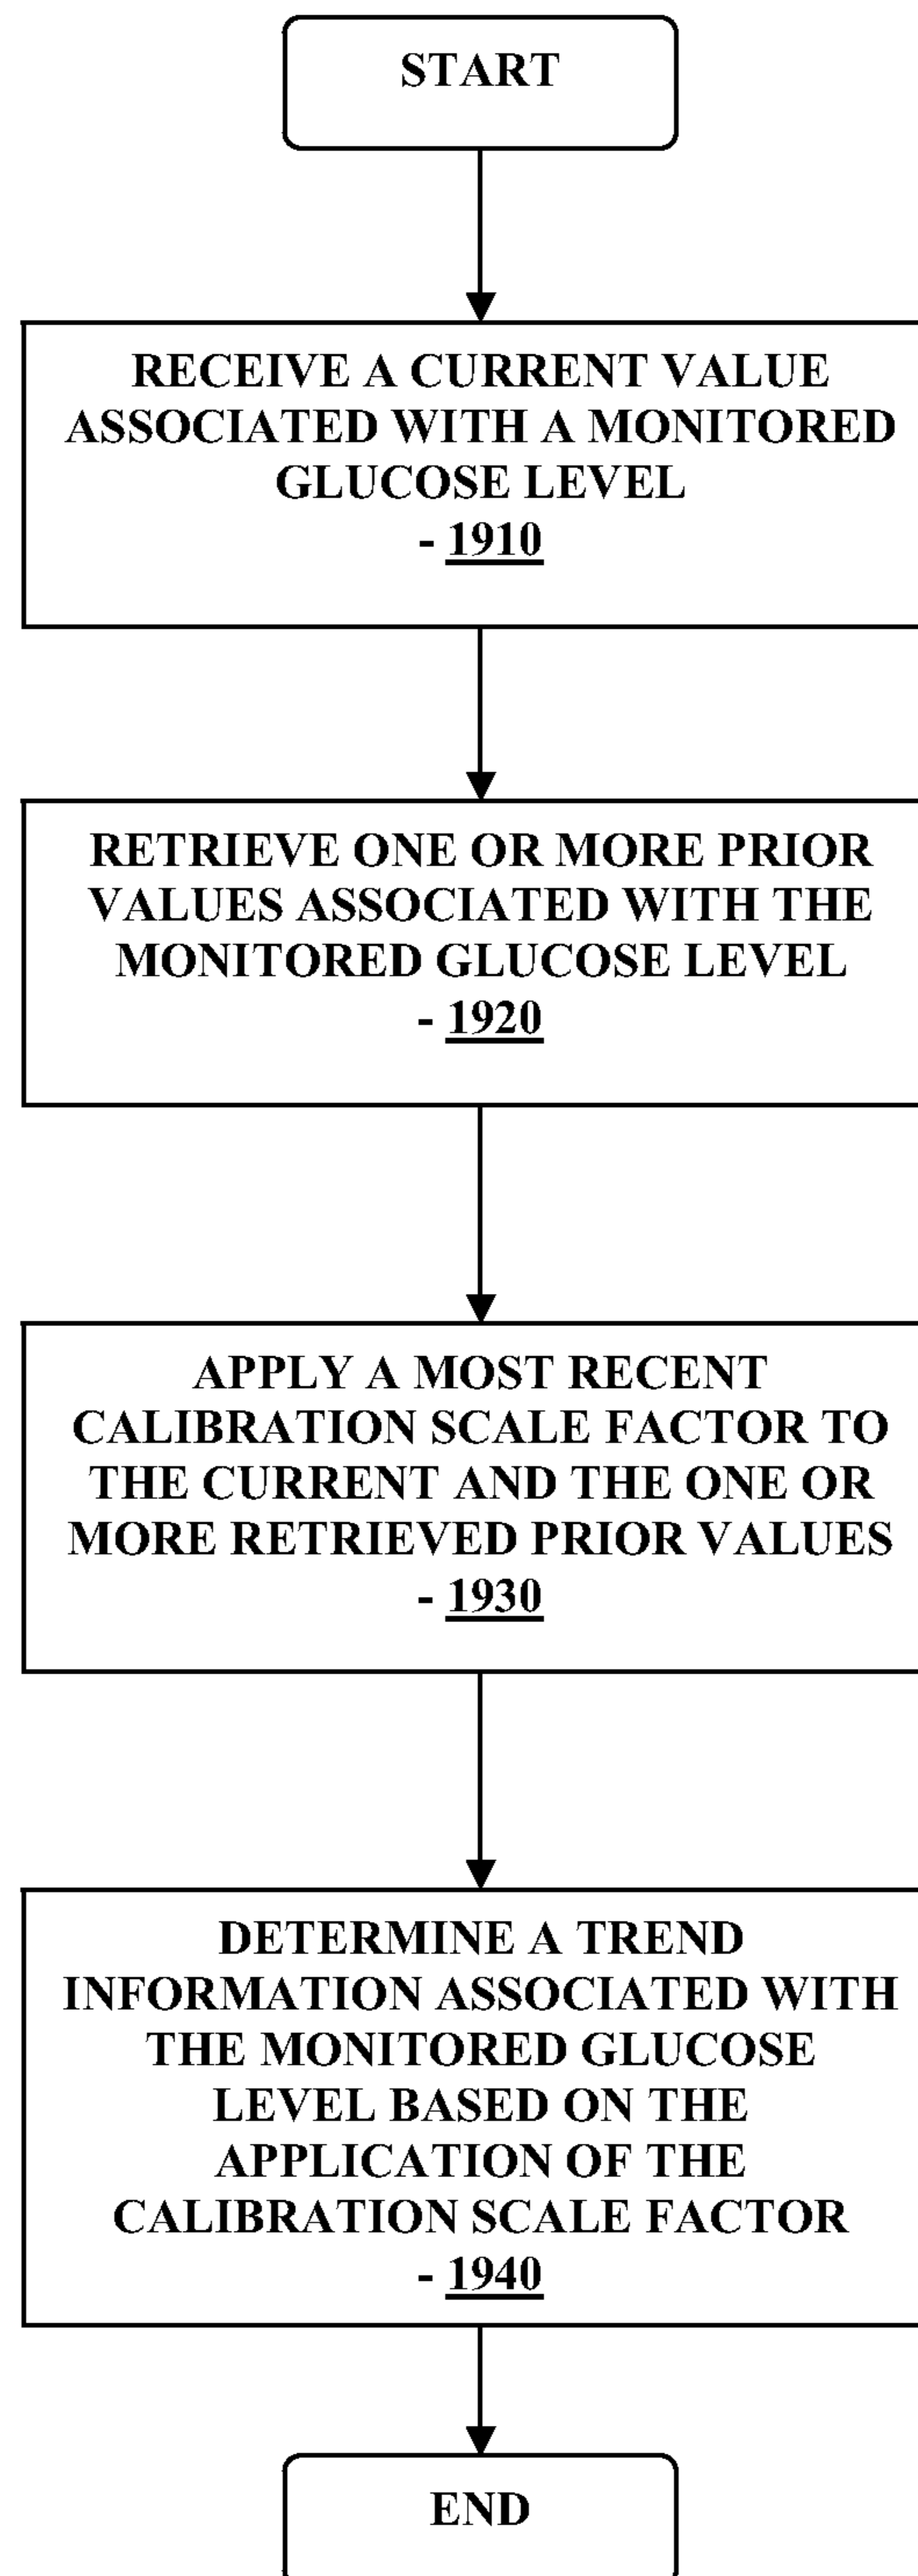 START
RECEIVE A CURRENT VALUE
ASSOCIATED WITH A MONITORED
GLUCOSE LEVEL
- 1910
RETRIEVE ONE OR MORE PRIOR
VALUES ASSOCIATED WITH THE
MONITORED GLUCOSE LEVEL
- 1920
APPLY A MOST RECENT
CALIBRATION SCALE FACTOR TO
THE CURRENT AND THE ONE OR
MORE RETRIEVED PRIOR VALUES
- 1930
DETERMINE A TREND
INFORMATION ASSOCIATED WITH
THE MONITORED GLUCOSE
LEVEL BASED ON THE
APPLICATION OF THE
CALIBRATION SCALE FACTOR
- 1940
END